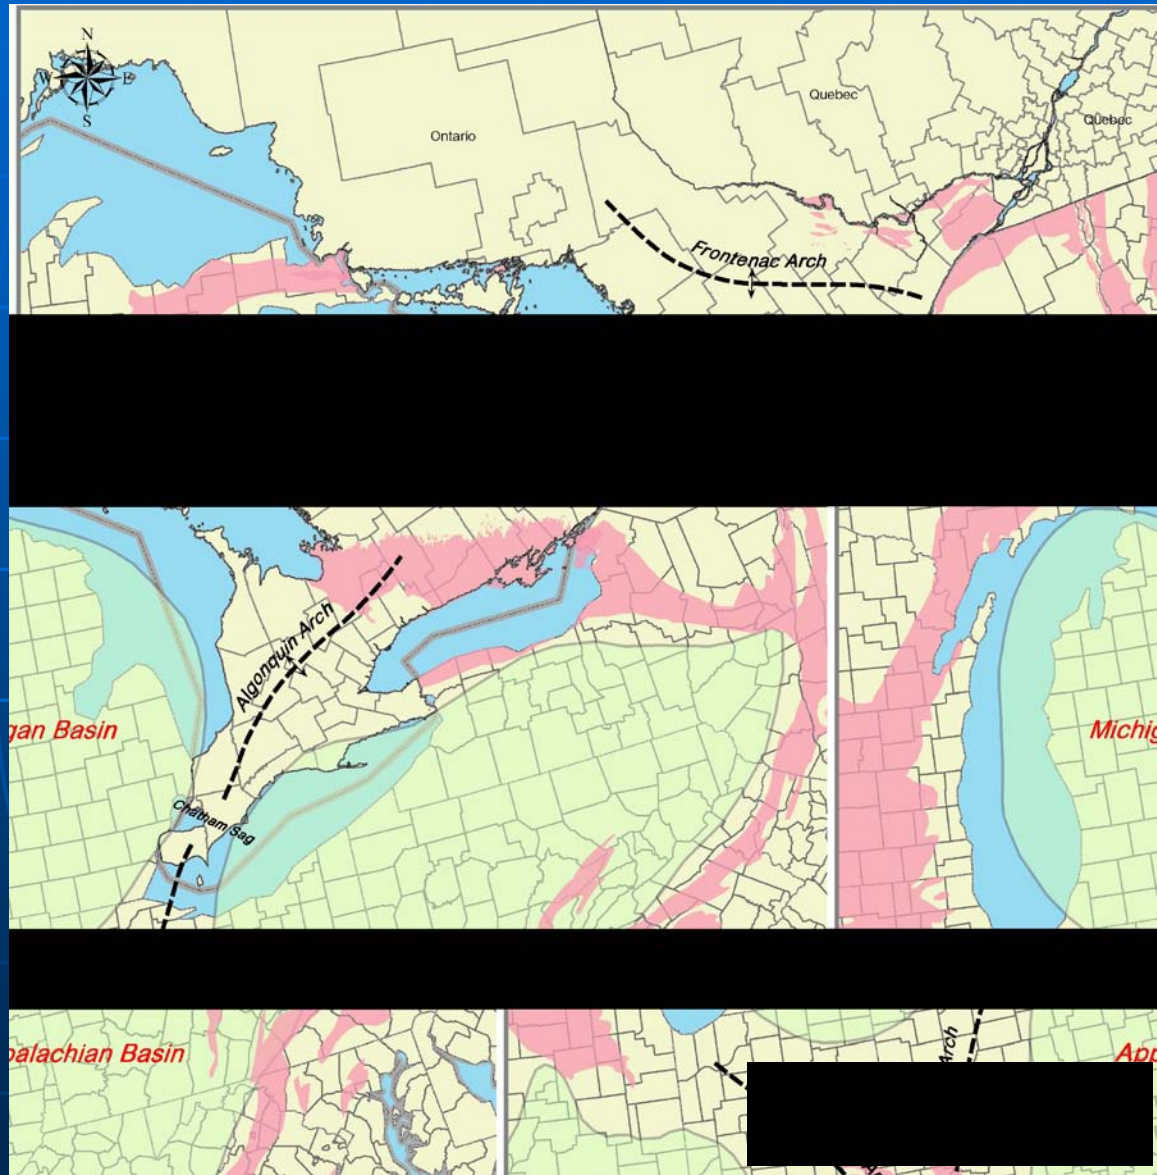 N
W E
S
Ontario
Quebec
Quebec
Frontenac Arch
Algonquin Arch
gan Basin
Michig
Chatham Sag
palachian Basin
Arch
App